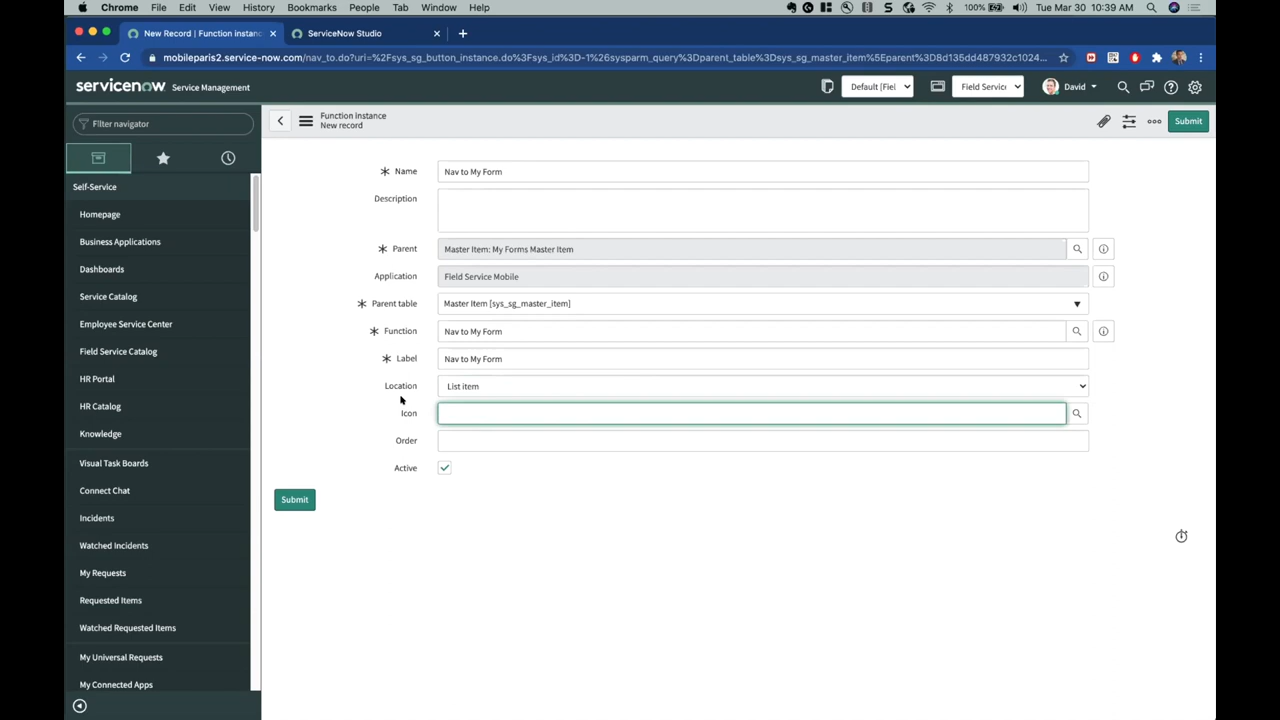 Chrome File Edit View History Bookmarks People Tab Window Help
100% Tue Mar 30 10:39 AM
New Record | Function instanc
ServiceNow Studio
mobileparis2.service-now.com/nav_to.do?uri=%2Fsys_sg_button_instance.do%3Fsys_id%3D-1%26sysparm_query%3Dparent_table%3Dsys_sg_master_item%5Eparent%3D8d135dd487932c1024...
servicenow Service Management
Default [Fiel
Field Servic
David
Filter navigator
Function Instance
New record
Submit
Self-Service
Homepage
Business Applications
Dashboards
Service Catalog
Employee Service Center
Field Service Catalog
HR Portal
HR Catalog
Knowledge
Visual Task Boards
Connect Chat
Incidents
Watched Incidents
My Requests
Requested Items
Watched Requested Items
My Universal Requests
My Connected Apps
Name Nav to My Form
Description
Parent Master Item: My Forms Master Item
Application Field Service Mobile
Parent table Master Item [sys_sg_master_item]
Function Nav to My Form
Label Nav to My Form
Location List item
Icon
Order
Active
Submit